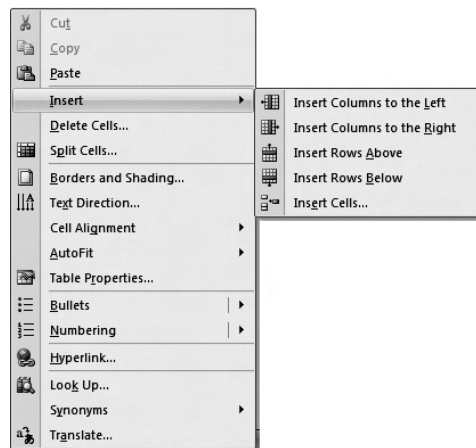 Cut
Copy
Paste
Insert
Delete Cells...
Split Cells...
Borders and Shading...
Text Direction...
Cell Alignment
AutoFit
Table Properties...
Bullets
Numbering
Hyperlink...
Look Up...
Synonyms
Translate...
Insert Columns to the Left
Insert Columns to the Right
Insert Rows Above
Insert Rows Below
Insert Cells...